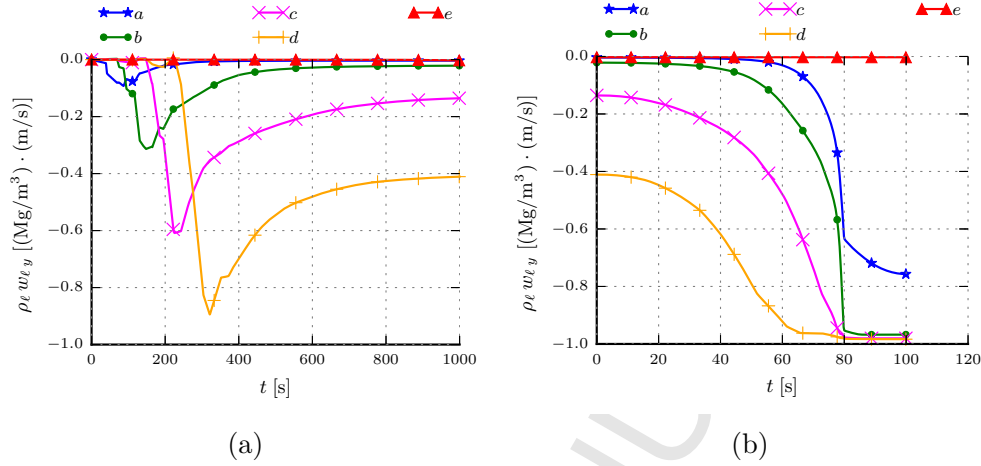 a c e
b d
0.0
−0.2
−0.4
−0.6
−0.8
−1.0
0 200 400 600 800 1000
t [s]
ρℓ wℓ y [(Mg/m³) · (m/s)]
(a)
a c e
b d
0.0
−0.2
−0.4
−0.6
−0.8
−1.0
0 20 40 60 80 100 120
t [s]
ρℓ wℓ y [(Mg/m³) · (m/s)]
(b)